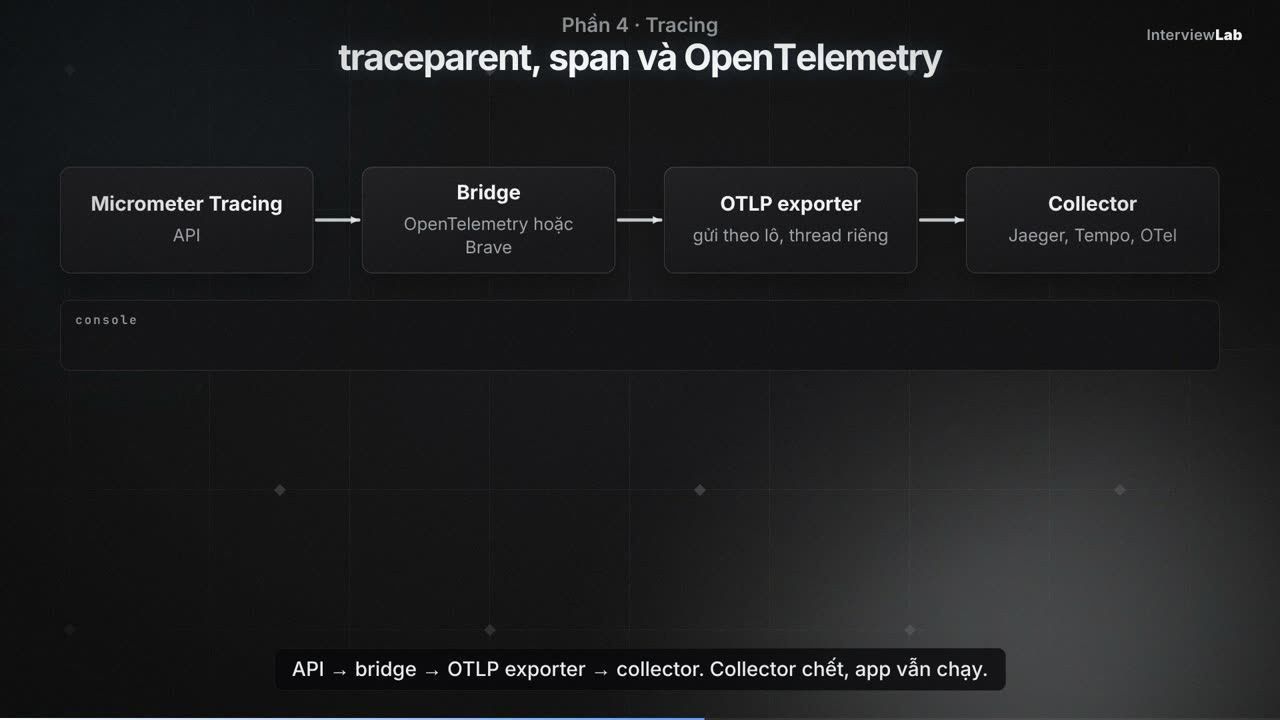 Phần 4 · Tracing
InterviewLab
traceparent, span và OpenTelemetry
Micrometer Tracing
API
Bridge
OpenTelemetry hoặc
Brave
OTLP exporter
gửi theo lô, thread riêng
Collector
Jaeger, Tempo, OTel
console
API → bridge → OTLP exporter → collector. Collector chết, app vẫn chạy.